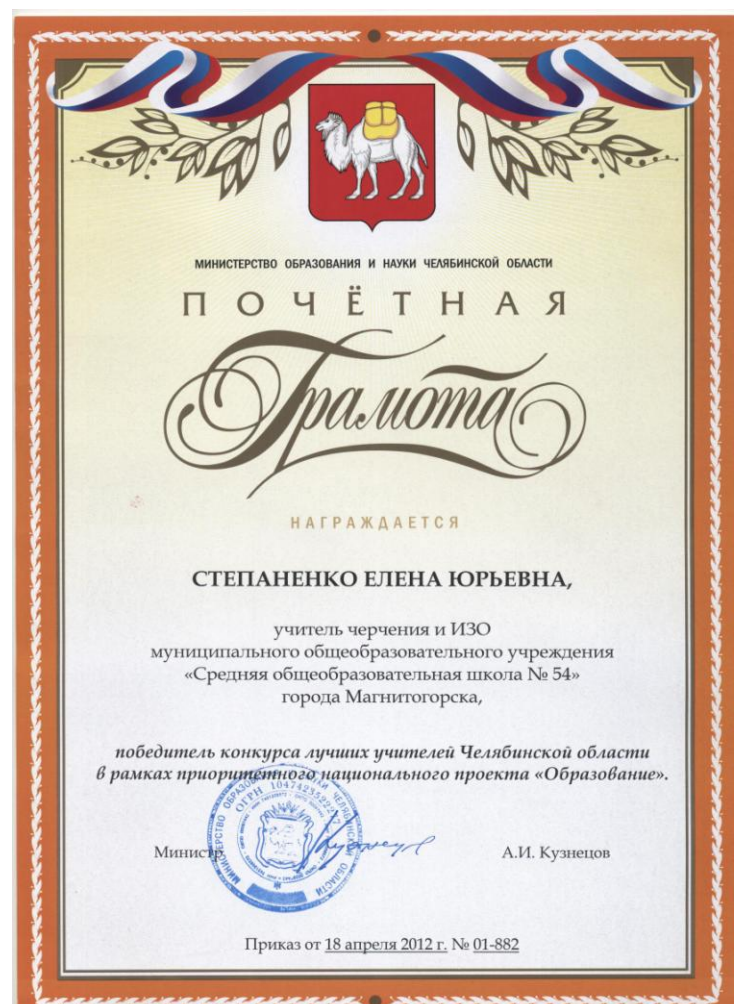 МИНИСТЕРСТВО ОБРАЗОВАНИЯ И НАУКИ ЧЕЛЯБИНСКОЙ ОБЛАСТИ
ПОЧЁТНАЯ
Грамота
НАГРАЖДАЕТСЯ
СТЕПАНЕНКО ЕЛЕНА ЮРЬЕВНА,
учитель черчения и ИЗО
муниципального общеобразовательного учреждения
«Средняя общеобразовательная школа № 54»
города Магнитогорска,
победитель конкурса лучших учителей Челябинской области
в рамках приоритетного национального проекта «Образование».
Министр
А.И. Кузнецов
Приказ от 18 апреля 2012 г. № 01-882